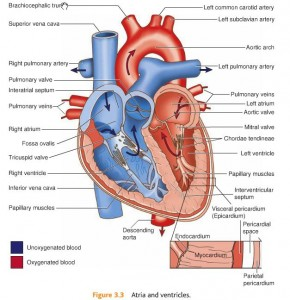 Brachiocephalic trunk
Superior vena cava
Right pulmonary artery
Pulmonary valve
Interatrial septum
Pulmonary veins
Right atrium
Fossa ovalis
Tricuspid valve
Right ventricle
Inferior vena cava
Papillary muscles
Left common carotid artery
Left subclavian artery
Aortic arch
Left pulmonary artery
Pulmonary veins
Left atrium
Aortic valve
Mitral valve
Chordae tendineae
Left ventricle
Papillary muscles
Interventricular
septum
Visceral pericardium
(Epicardium)
Pericardial
space
Descending
aorta
Endocardium
Myocardium
Parietal
pericardium
Unoxygenated blood
Oxygenated blood
Figure 3.3 Atria and ventricles.